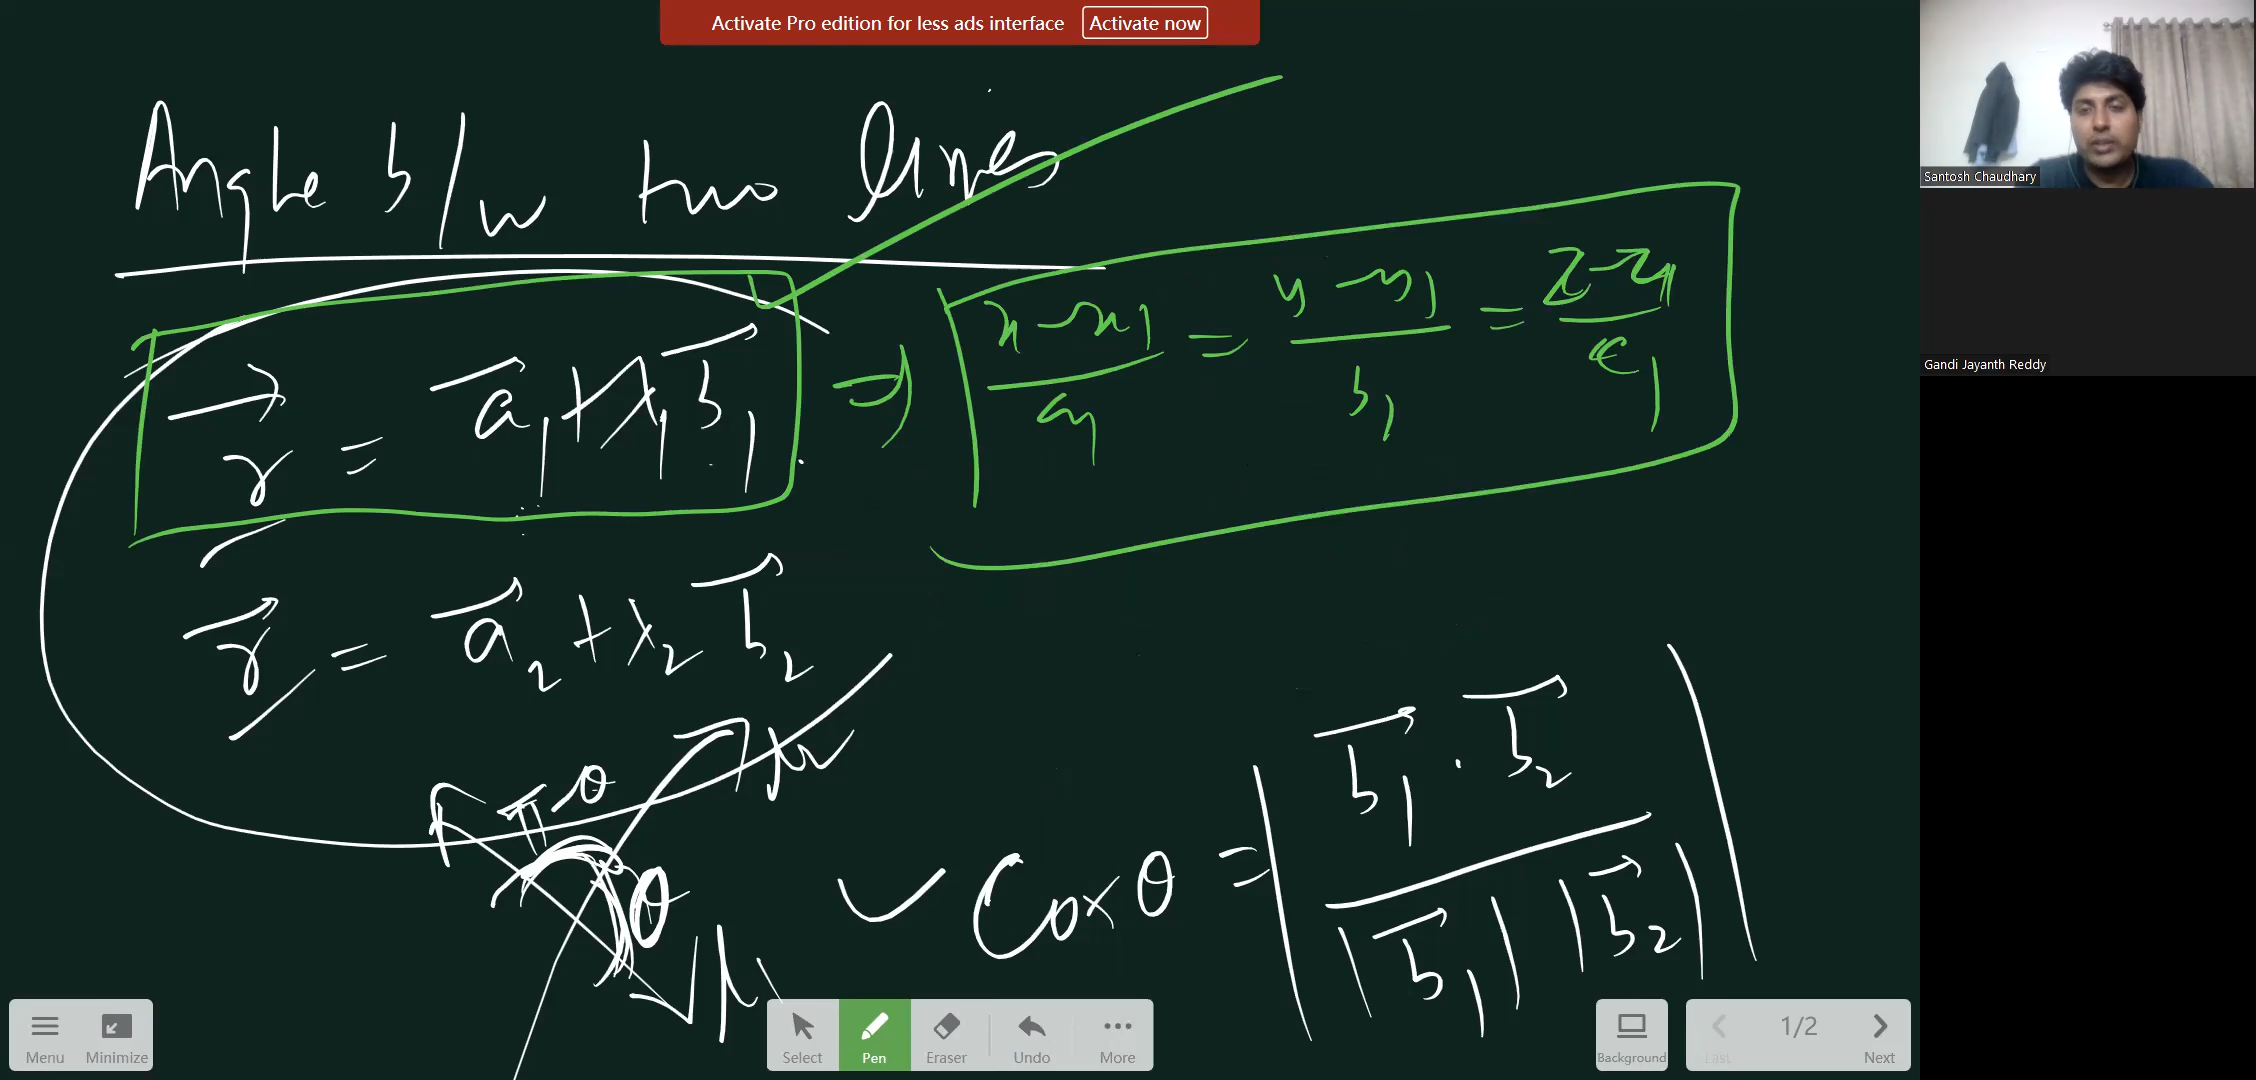 Activate Pro edition for less ads interface Activate now
Angle b/w two lines
r = a1 + λ1 b1 ⇒ x-x1/a1 = y-y1/b1 = z-z1/c1
r = a2 + λ2 b2
π-θ
θ
✓ Cos θ = | b1 . b2 / |b1| |b2| |
Santosh Chaudhary
Gandi Jayanth Reddy
Menu Minimize
Select Pen Eraser Undo More
Background
Last 1/2 Next